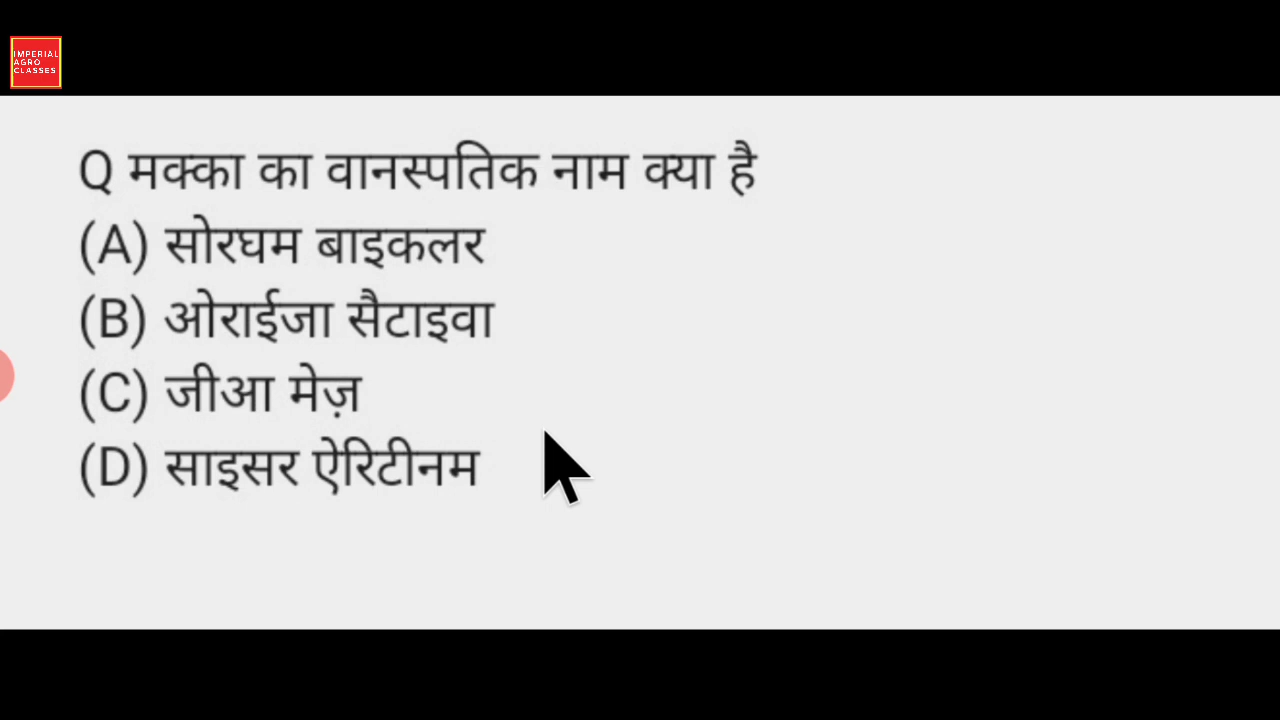 IMPERIAL
AGRO
CLASSES
Q मक्का का वानस्पतिक नाम क्या है
(A) सोरघम बाइकलर
(B) ओराईजा सैटाइवा
(C) जीआ मेज़
(D) साइसर ऐरिटीनम